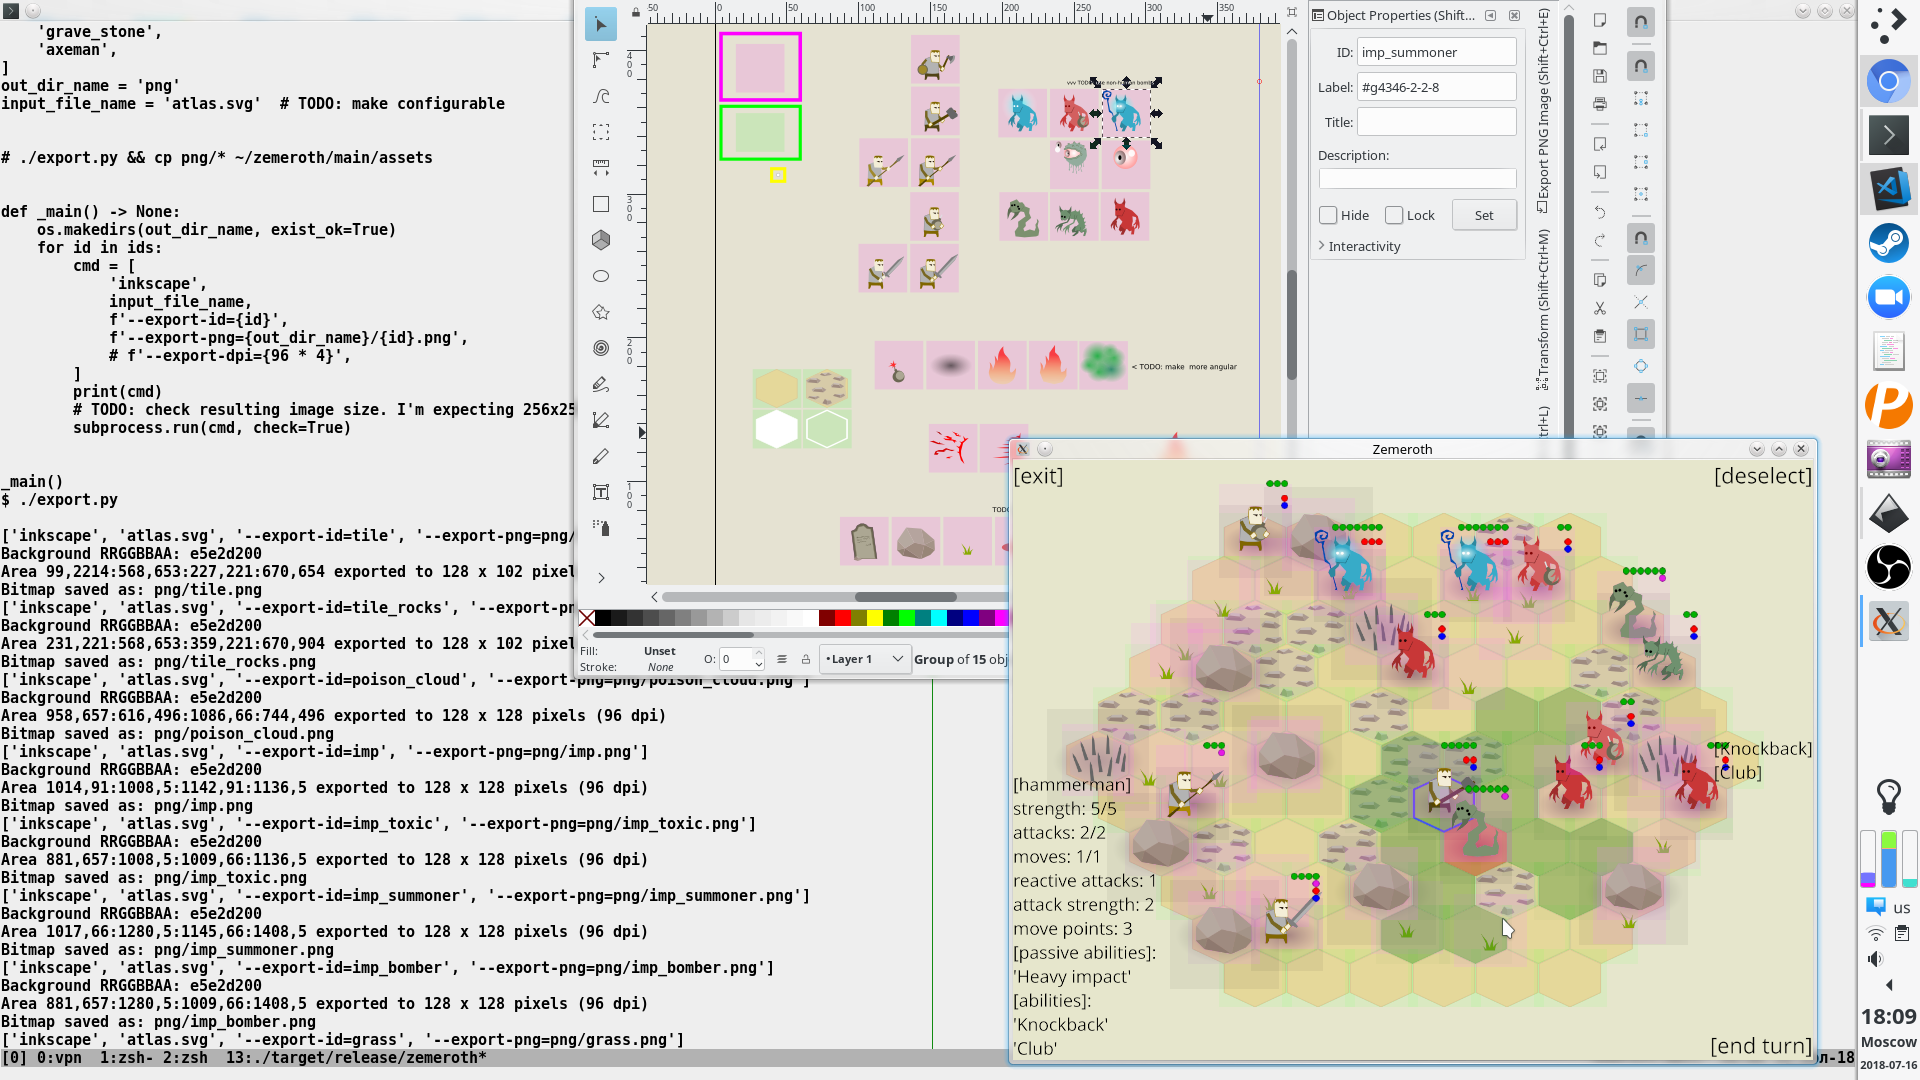 'grave_stone',
'axeman',
]
out_dir_name = 'png'
input_file_name = 'atlas.svg'  # TODO: make configurable
# ./export.py && cp png/* ~/zemeroth/main/assets
def _main() -> None:
os.makedirs(out_dir_name, exist_ok=True)
for id in ids:
cmd = [
'inkscape',
input_file_name,
f'--export-id={id}',
f'--export-png={out_dir_name}/{id}.png',
# f'--export-dpi={96 * 4}',
]
print(cmd)
# TODO: check resulting image size. I'm expecting 256x25
subprocess.run(cmd, check=True)
_main()
$ ./export.py
['inkscape', 'atlas.svg', '--export-id=tile', '--export-png=png/
Background RRGGBBAA: e5e2d200
Area 99,2214:568,653:227,221:670,654 exported to 128 x 102 pixel
Bitmap saved as: png/tile.png
['inkscape', 'atlas.svg', '--export-id=tile_rocks', '--export-pn
Background RRGGBBAA: e5e2d200
Area 231,221:568,653:359,221:670,904 exported to 128 x 102 pixel
Bitmap saved as: png/tile_rocks.png
['inkscape', 'atlas.svg', '--export-id=poison_cloud', '--export-png=png/poison_cloud.png']
Background RRGGBBAA: e5e2d200
Area 958,657:616,496:1086,66:744,496 exported to 128 x 128 pixels (96 dpi)
Bitmap saved as: png/poison_cloud.png
['inkscape', 'atlas.svg', '--export-id=imp', '--export-png=png/imp.png']
Background RRGGBBAA: e5e2d200
Area 1014,91:1008,5:1142,91:1136,5 exported to 128 x 128 pixels (96 dpi)
Bitmap saved as: png/imp.png
['inkscape', 'atlas.svg', '--export-id=imp_toxic', '--export-png=png/imp_toxic.png']
Background RRGGBBAA: e5e2d200
Area 881,657:1008,5:1009,66:1136,5 exported to 128 x 128 pixels (96 dpi)
Bitmap saved as: png/imp_toxic.png
['inkscape', 'atlas.svg', '--export-id=imp_summoner', '--export-png=png/imp_summoner.png']
Background RRGGBBAA: e5e2d200
Area 1017,66:1280,5:1145,66:1408,5 exported to 128 x 128 pixels (96 dpi)
Bitmap saved as: png/imp_summoner.png
['inkscape', 'atlas.svg', '--export-id=imp_bomber', '--export-png=png/imp_bomber.png']
Background RRGGBBAA: e5e2d200
Area 881,657:1280,5:1009,66:1408,5 exported to 128 x 128 pixels (96 dpi)
Bitmap saved as: png/imp_bomber.png
['inkscape', 'atlas.svg', '--export-id=grass', '--export-png=png/grass.png']
[0] 0:vpn  1:zsh- 2:zsh  13:./target/release/zemeroth*
50 0 50 100 150 200 250 300 350
400
300
200
100
< TODO: make  more angular
TODO
Fill: Unset
Stroke: None
O: 0
•Layer 1
Group of 15 obj
Object Properties (Shift...
ID: imp_summoner
Label: #g4346-2-2-8
Title:
Description:
Hide
Lock
Set
Interactivity
Export PNG Image (Shift+Ctrl+E)
Transform (Shift+Ctrl+M)
Ctrl+L)
Zemeroth
[exit]
[deselect]
[Knockback]
[Club]
[hammerman]
strength: 5/5
attacks: 2/2
moves: 1/1
reactive attacks: 1
attack strength: 2
move points: 3
[passive abilities]:
'Heavy impact'
[abilities]:
'Knockback'
'Club'
[end turn]
us
18:09
Moscow
2018-07-16